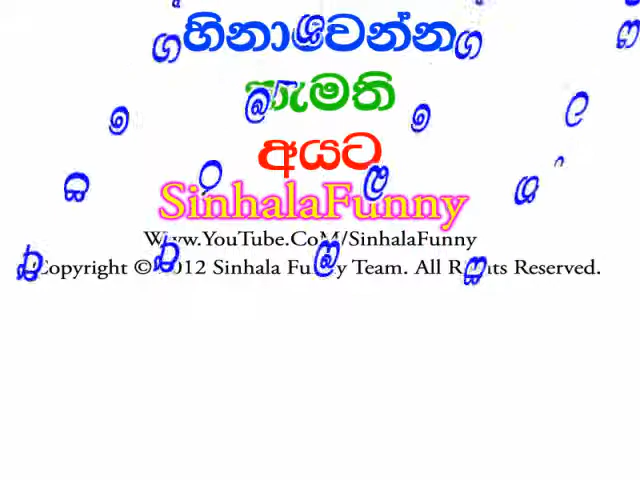 හිනාවෙන්න
කැමති
අයට
SinhalaFunny
Www.YouTube.CoM/SinhalaFunny
Copyright © 2012 Sinhala Funny Team. All Rights Reserved.